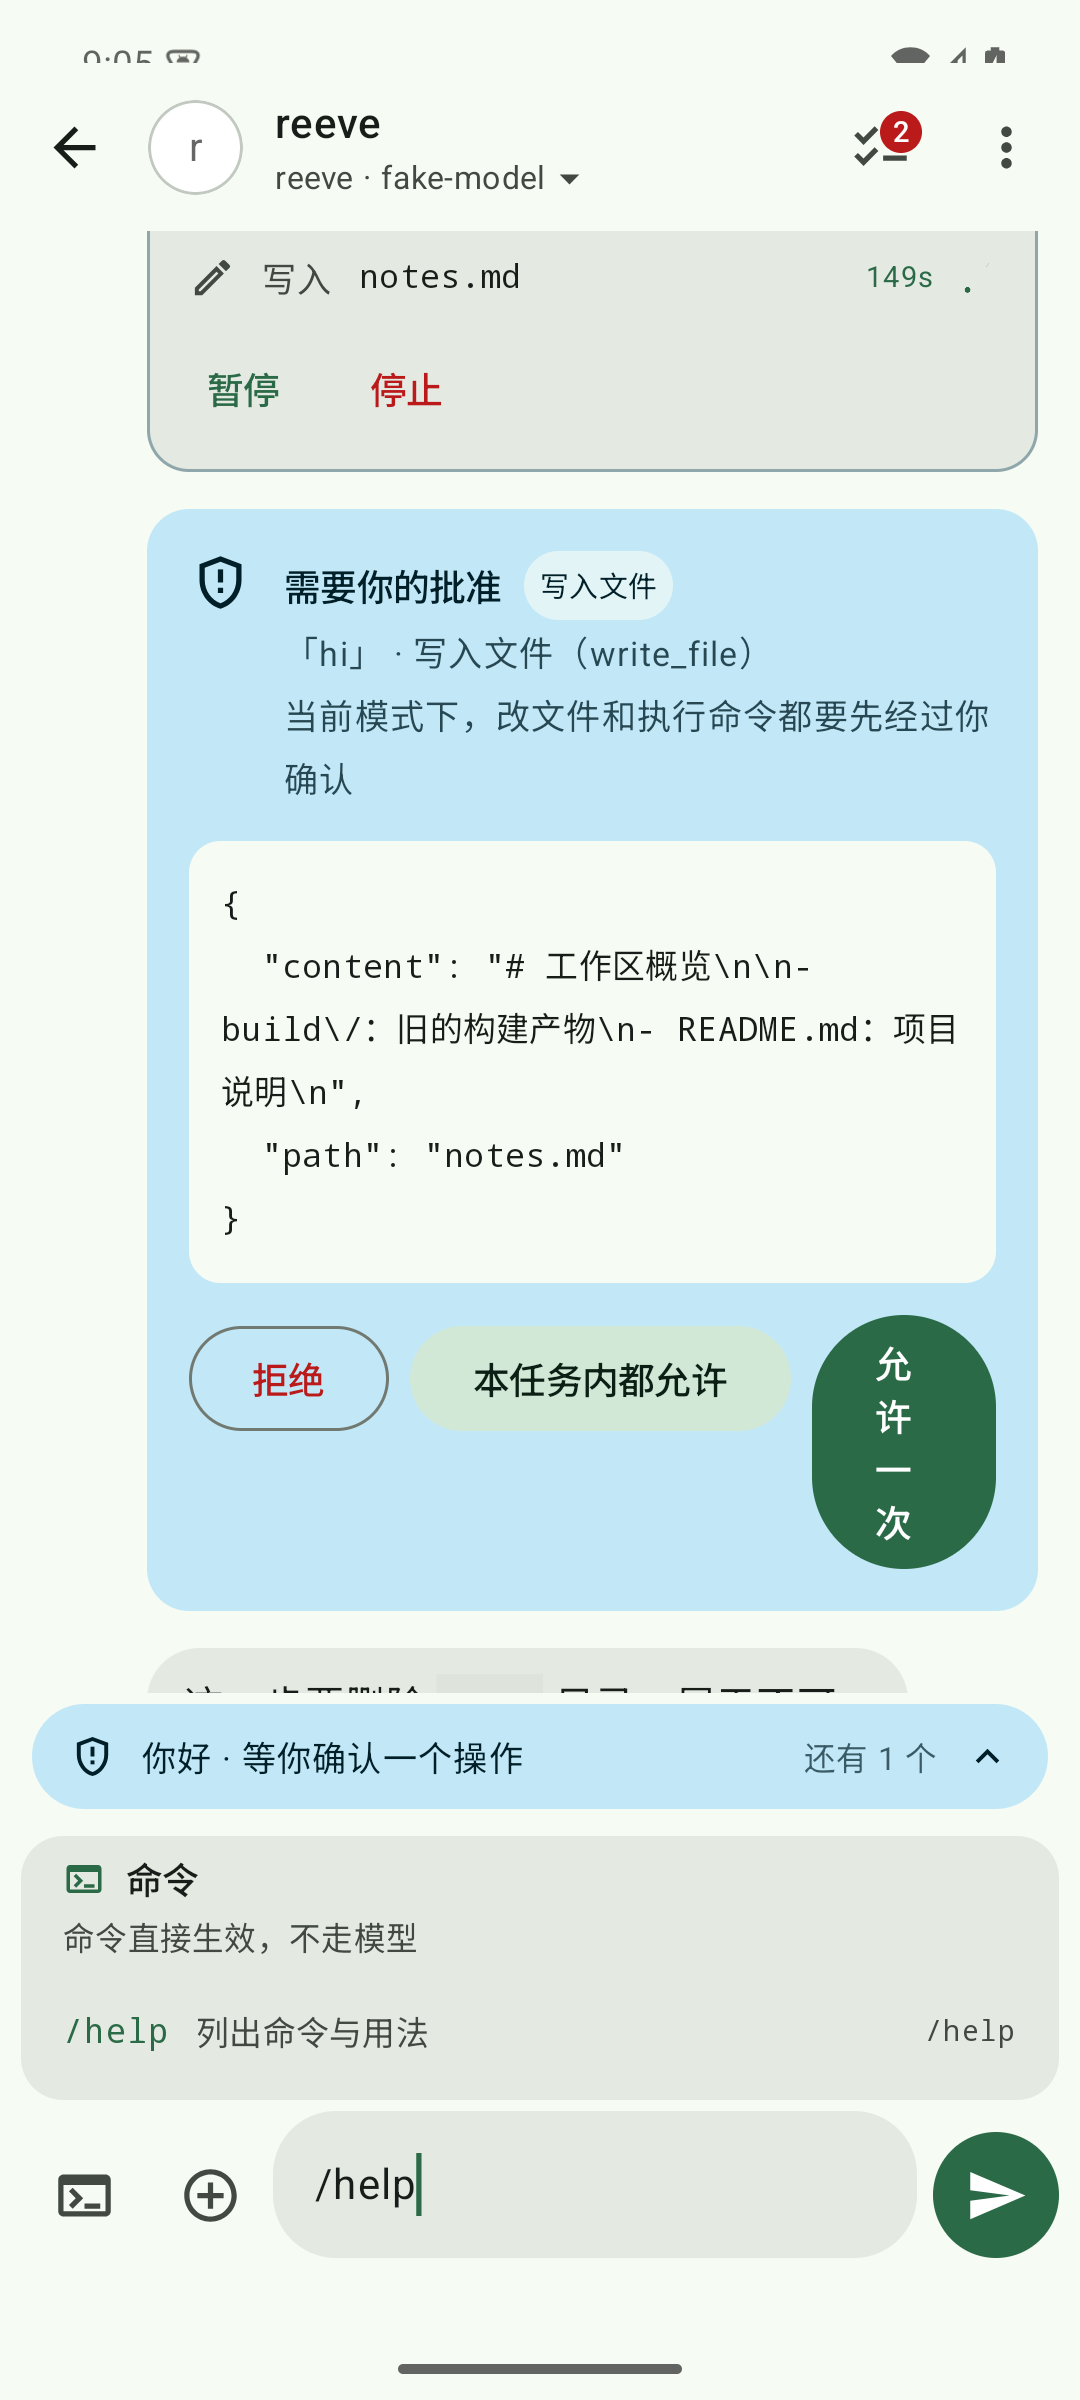 9:05
r
reeve
2
reeve · fake-model
写入 notes.md 149s
暂停 停止
需要你的批准 写入文件
「hi」 · 写入文件（write_file）
当前模式下，改文件和执行命令都要先经过你
确认
{
"content": "# 工作区概览\n\n-
build\/：旧的构建产物\n- README.md：项目
说明\n",
"path": "notes.md"
}
拒绝 本任务内都允许 允许一次
你好 · 等你确认一个操作 还有 1 个
命令
命令直接生效，不走模型
/help 列出命令与用法 /help
/help